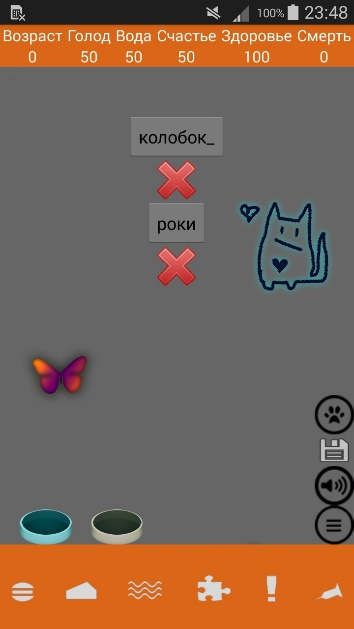 100% 23:48
Возраст Голод Вода Счастье Здоровье Смерть
0 50 50 50 100 0
колобок_
роки